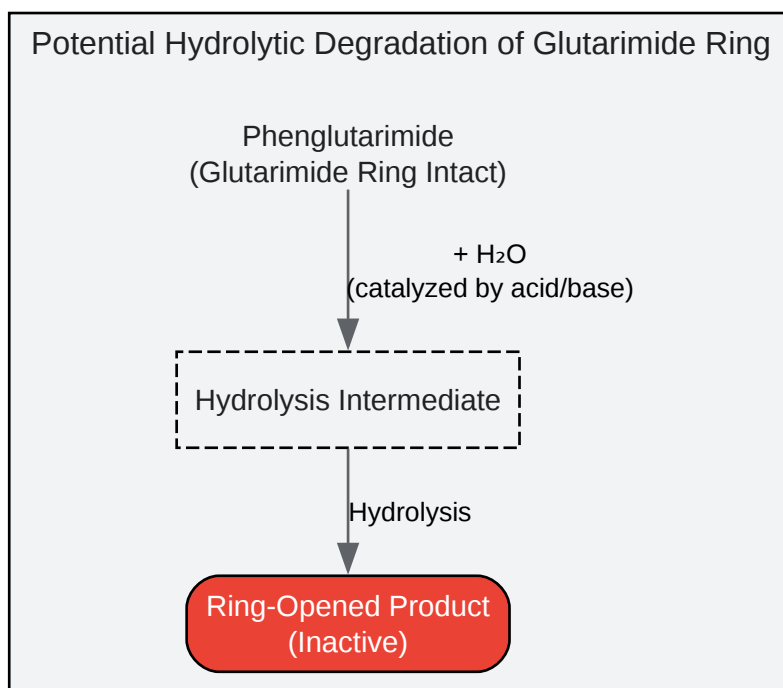 Potential Hydrolytic Degradation of Glutarimide Ring
Phenglutarimide
(Glutarimide Ring Intact)
+ H₂O
(catalyzed by acid/base)
Hydrolysis Intermediate
Hydrolysis
Ring-Opened Product
(Inactive)